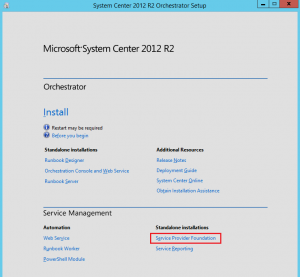 System Center 2012 R2 Orchestrator Setup
Microsoft System Center 2012 R2
Orchestrator
Install
Restart may be required
Before you begin
Standalone installations
Runbook Designer
Orchestration Console and Web Service
Runbook Server
Additional Resources
Release Notes
Deployment Guide
System Center Online
Obtain Installation Assistance
Service Management
Automation
Web Service
Runbook Worker
PowerShell Module
Standalone installations
Service Provider Foundation
Service Reporting